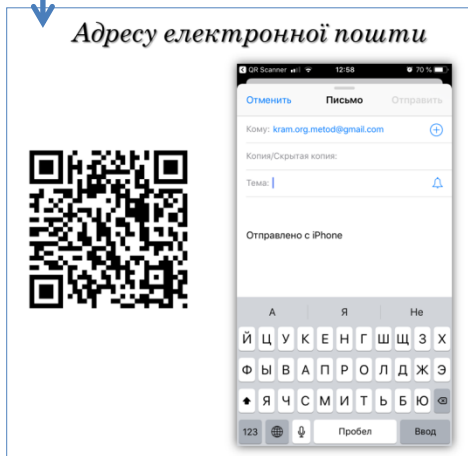 Адресу електронної пошти
QR Scanner 12:58 70 %
Отменить Письмо Отправить
Кому: kram.org.metod@gmail.com
Копия/Скрытая копия:
Тема:
Отправлено с iPhone
А Я Не
Й Ц У К Е Н Г Ш Щ З Х
Ф Ы В А П Р О Л Д Ж Э
Я Ч С М И Т Ь Б Ю
123 Пробел Ввод